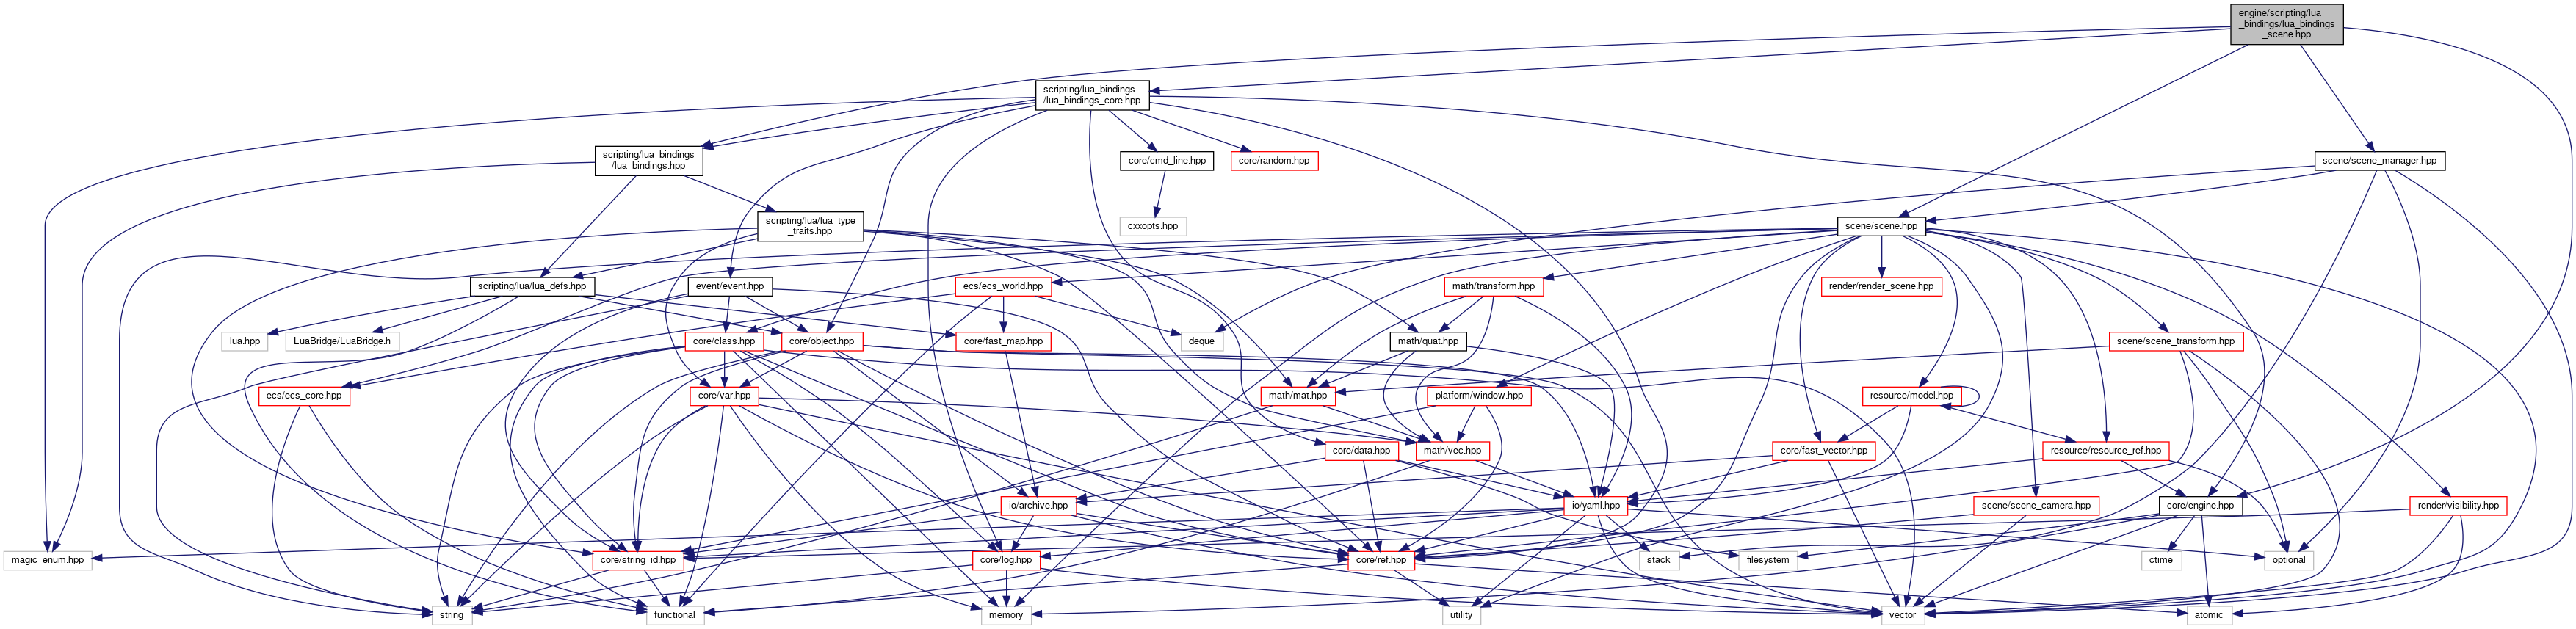 engine/scripting/lua
_bindings/lua_bindings
_scene.hpp
scripting/lua_bindings
/lua_bindings_core.hpp
scripting/lua_bindings
/lua_bindings.hpp
core/cmd_line.hpp
core/random.hpp
scene/scene_manager.hpp
scripting/lua/lua_type
_traits.hpp
cxxopts.hpp
scene/scene.hpp
scripting/lua/lua_defs.hpp
event/event.hpp
ecs/ecs_world.hpp
math/transform.hpp
render/render_scene.hpp
lua.hpp
LuaBridge/LuaBridge.h
core/class.hpp
core/object.hpp
core/fast_map.hpp
deque
math/quat.hpp
scene/scene_transform.hpp
ecs/ecs_core.hpp
core/var.hpp
math/mat.hpp
platform/window.hpp
resource/model.hpp
core/data.hpp
math/vec.hpp
core/fast_vector.hpp
resource/resource_ref.hpp
io/archive.hpp
io/yaml.hpp
scene/scene_camera.hpp
core/engine.hpp
render/visibility.hpp
magic_enum.hpp
core/string_id.hpp
core/log.hpp
core/ref.hpp
stack
filesystem
ctime
optional
string
functional
memory
utility
vector
atomic